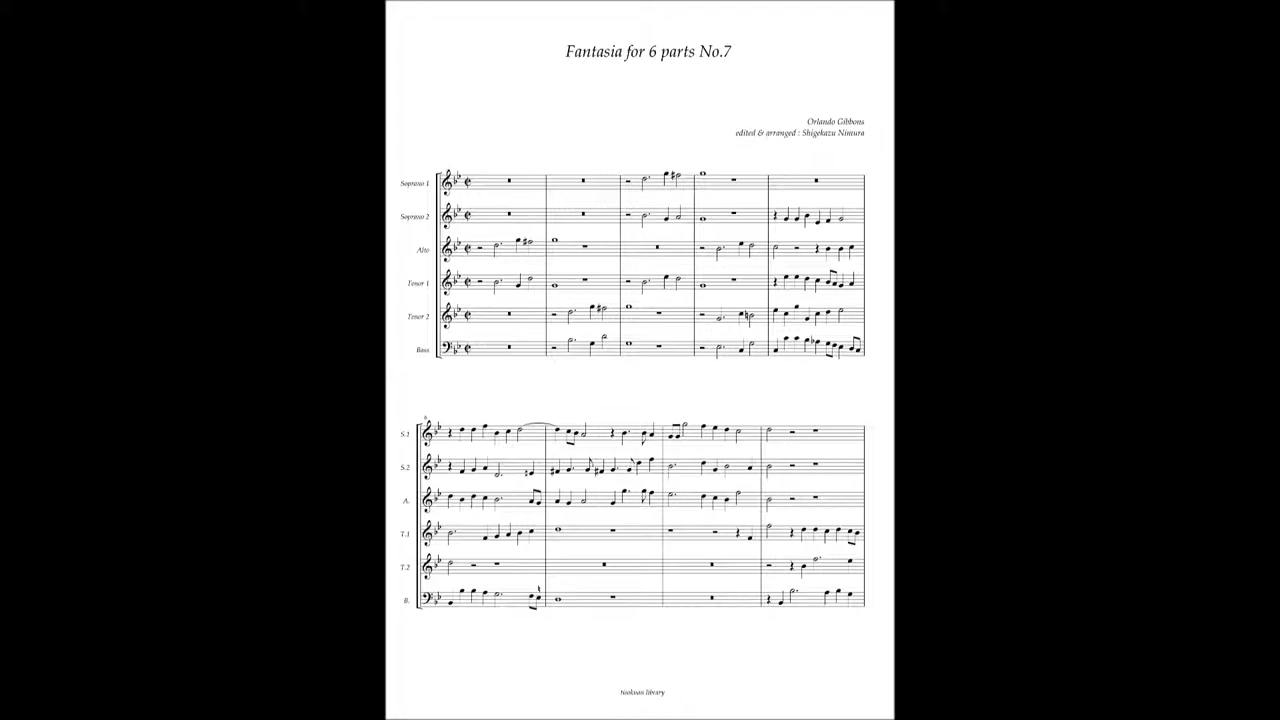 Fantasia for 6 parts No.7
Orlando Gibbons
edited & arranged : Shigekazu Nimura
Soprano 1
Soprano 2
Alto
Tenor 1
Tenor 2
Bass
6
S.1
S.2
A.
T.1
T.2
B.
library